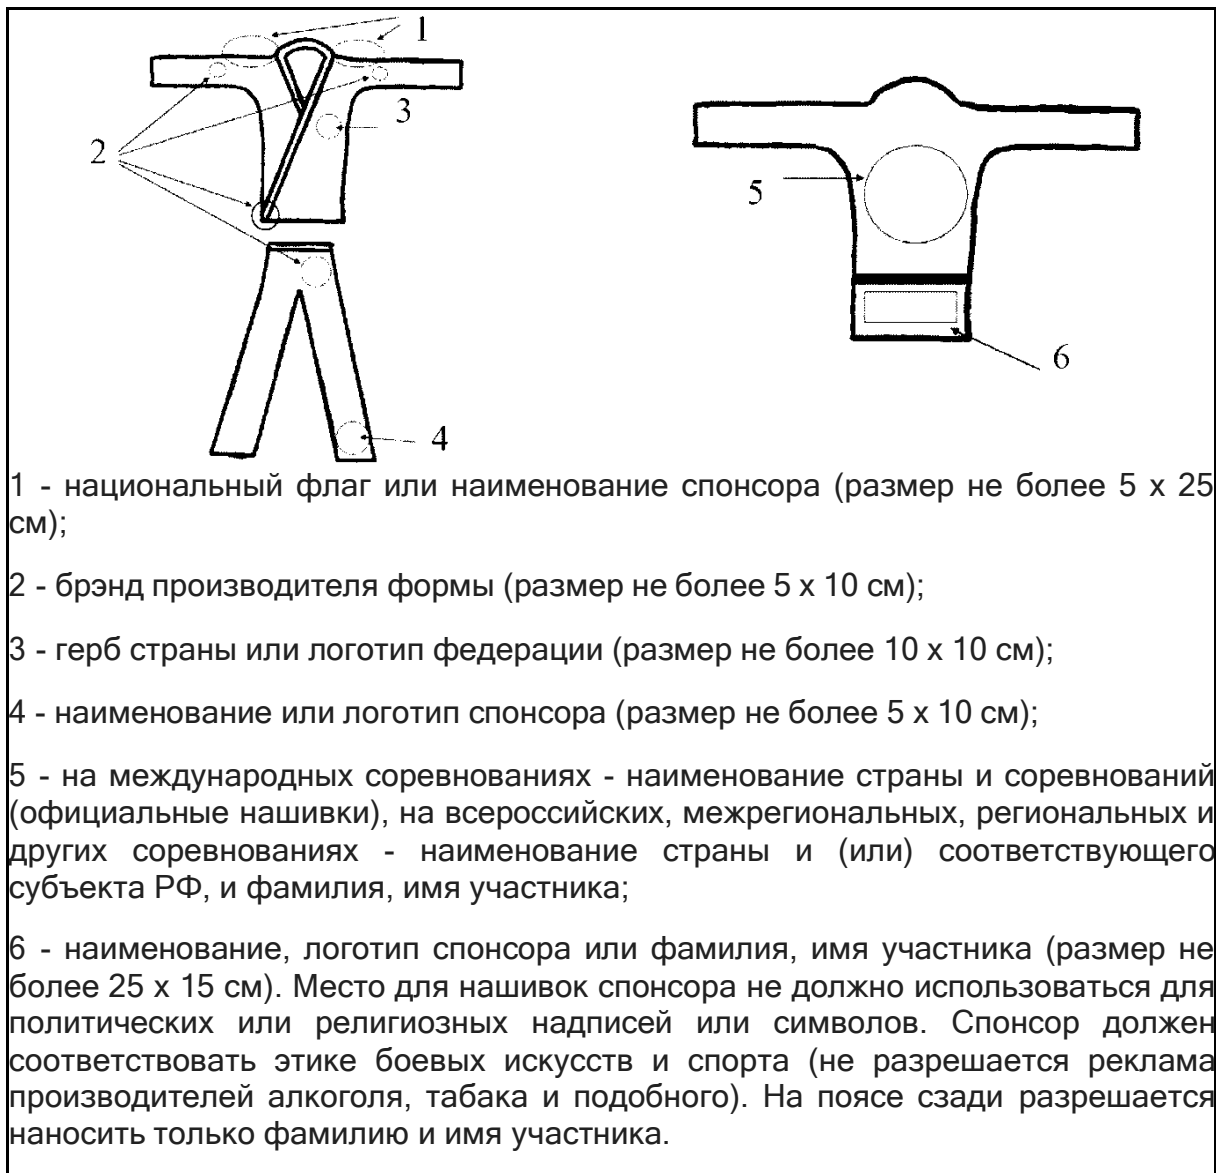 1
2
3
5
6
4
1 - национальный флаг или наименование спонсора (размер не более 5 х 25
см);
2 - брэнд производителя формы (размер не более 5 х 10 см);
3 - герб страны или логотип федерации (размер не более 10 х 10 см);
4 - наименование или логотип спонсора (размер не более 5 х 10 см);
5 - на международных соревнованиях - наименование страны и соревнований
(официальные нашивки), на всероссийских, межрегиональных, региональных и
других соревнованиях - наименование страны и (или) соответствующего
субъекта РФ, и фамилия, имя участника;
6 - наименование, логотип спонсора или фамилия, имя участника (размер не
более 25 х 15 см). Место для нашивок спонсора не должно использоваться для
политических или религиозных надписей или символов. Спонсор должен
соответствовать этике боевых искусств и спорта (не разрешается реклама
производителей алкоголя, табака и подобного). На поясе сзади разрешается
наносить только фамилию и имя участника.